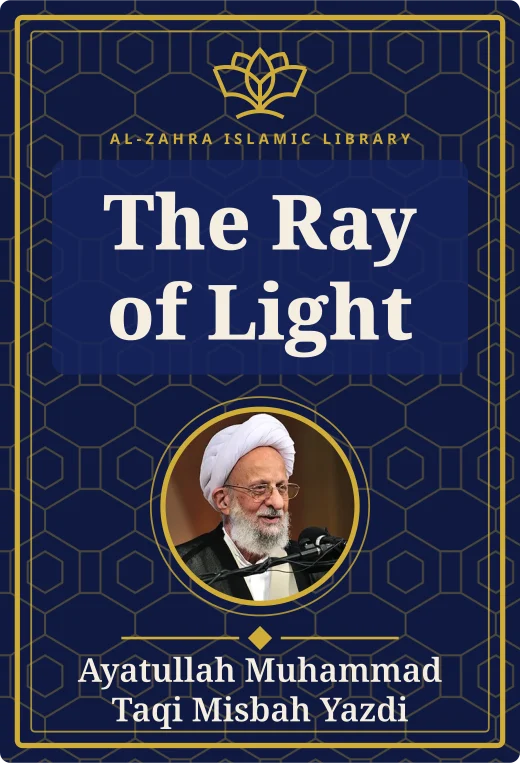 AL-ZAHRA ISLAMIC LIBRARY
The Ray
of Light
Ayatullah Muhammad
Taqi Misbah Yazdi